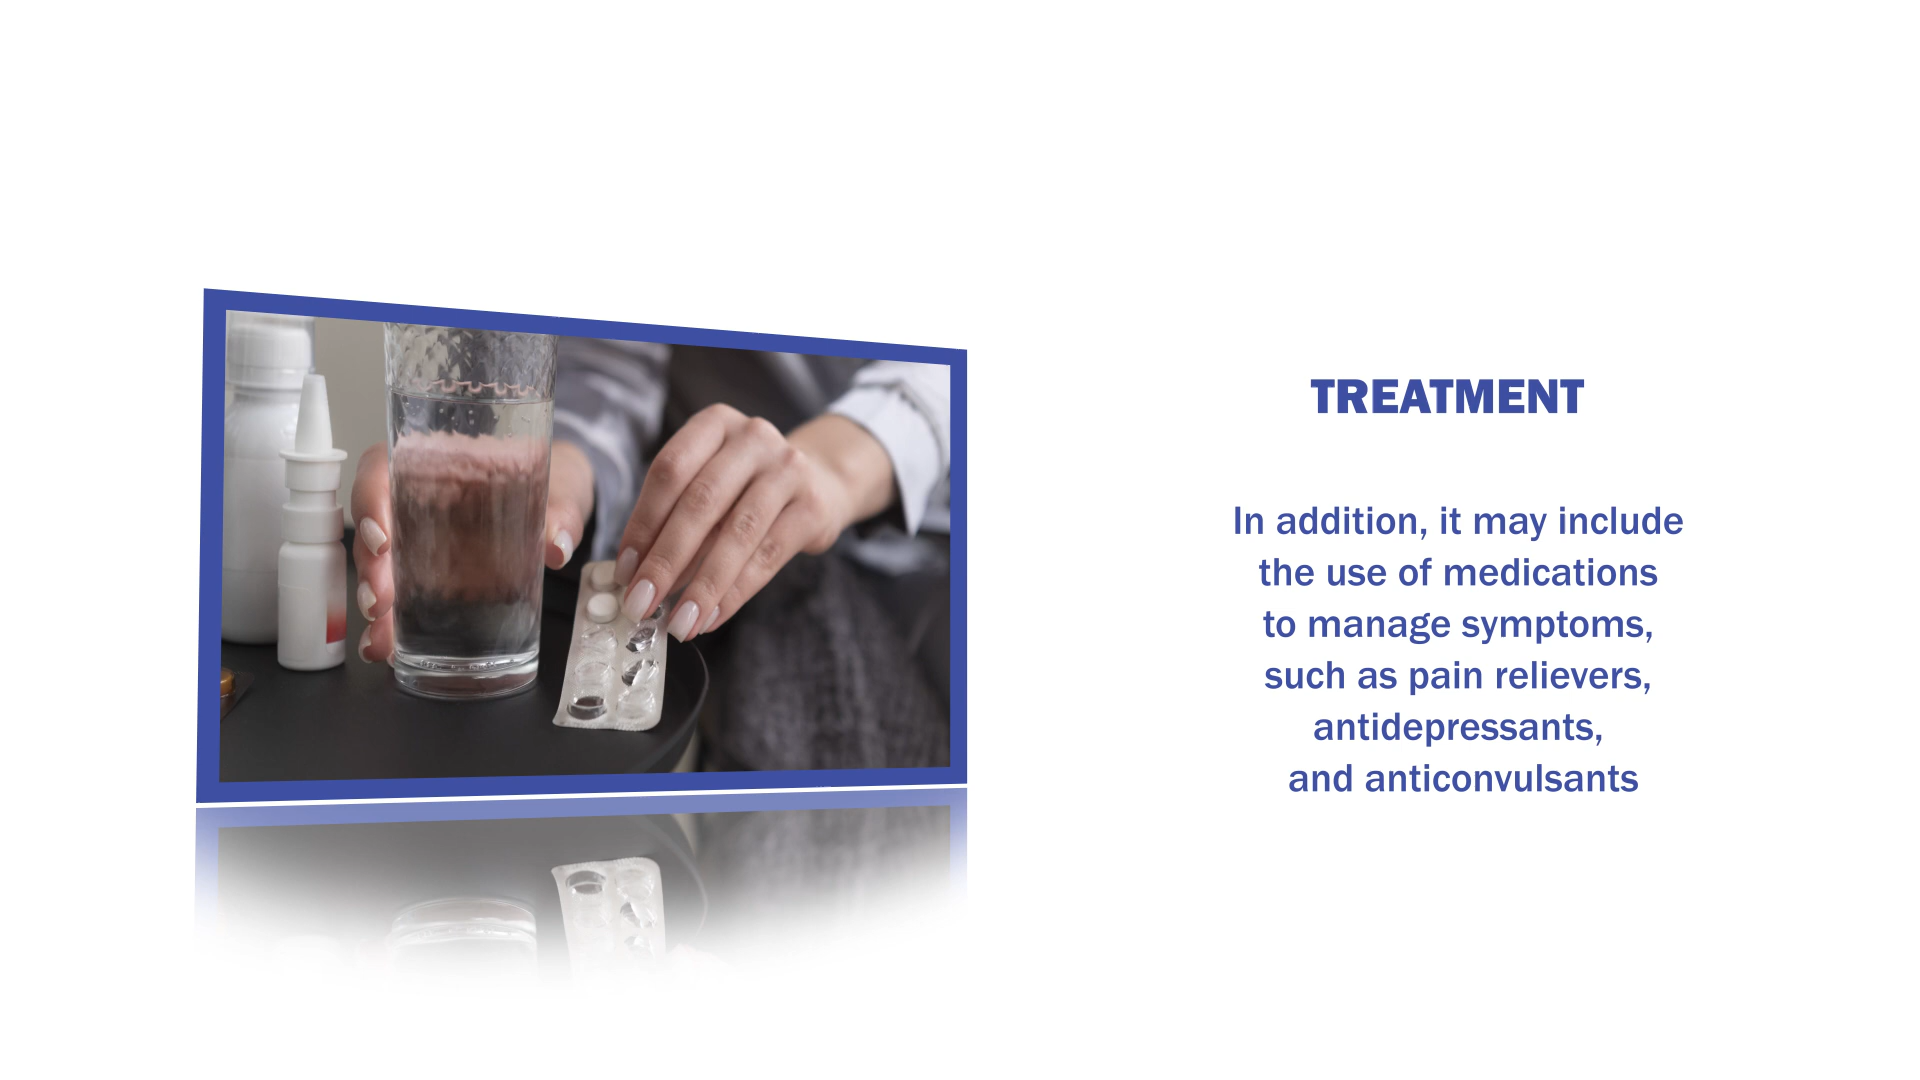 TREATMENT
In addition, it may include
the use of medications
to manage symptoms,
such as pain relievers,
antidepressants,
and anticonvulsants